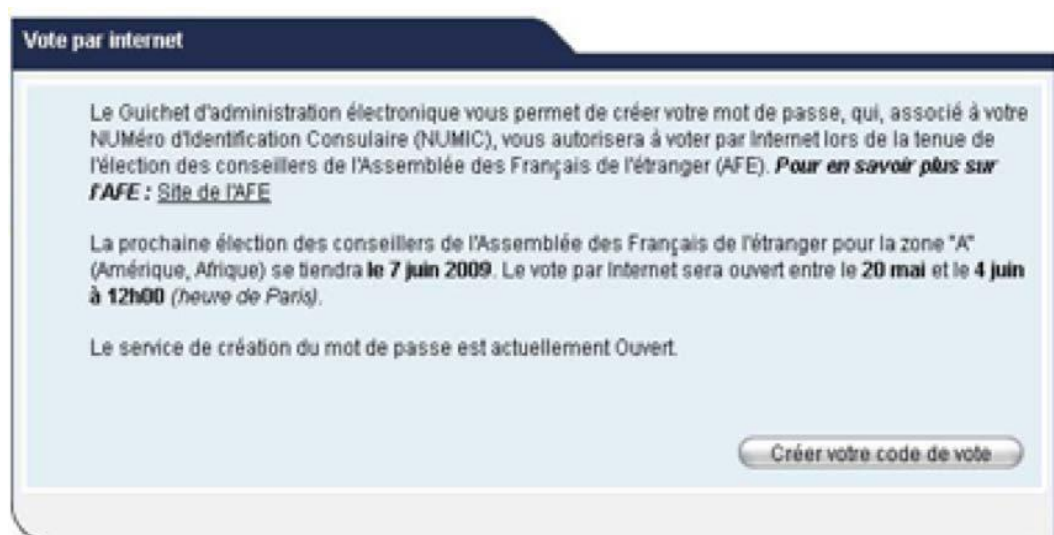 Vote par internet
Le Guichet d'administration électronique vous permet de créer votre mot de passe, qui, associé à votre
NUMéro d'Identification Consulaire (NUMIC), vous autorisera à voter par Internet lors de la tenue de
l'élection des conseillers de l'Assemblée des Français de l'étranger (AFE). Pour en savoir plus sur
l'AFE : Site de l'AFE
La prochaine élection des conseillers de l'Assemblée des Français de l'étranger pour la zone "A"
(Amérique, Afrique) se tiendra le 7 juin 2009. Le vote par Internet sera ouvert entre le 20 mai et le 4 juin
à 12h00 (heure de Paris).
Le service de création du mot de passe est actuellement Ouvert.
Créer votre code de vote